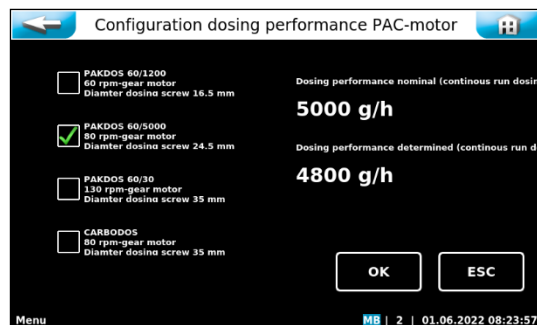 Configuration dosing performance PAC-motor
PAKDOS 60/1200
60 rpm-gear motor
Diamter dosing screw 16.5 mm
PAKDOS 60/5000
80 rpm-gear motor
Diamter dosing screw 24.5 mm
PAKDOS 60/30
130 rpm-gear motor
Diamter dosing screw 35 mm
CARBODOS
80 rpm-gear motor
Diamter dosing screw 35 mm
Dosing performance nominal (continous run dosin
5000 g/h
Dosing performance determined (continous run d
4800 g/h
OK
ESC
Menu
MB | 2 | 01.06.2022 08:23:57